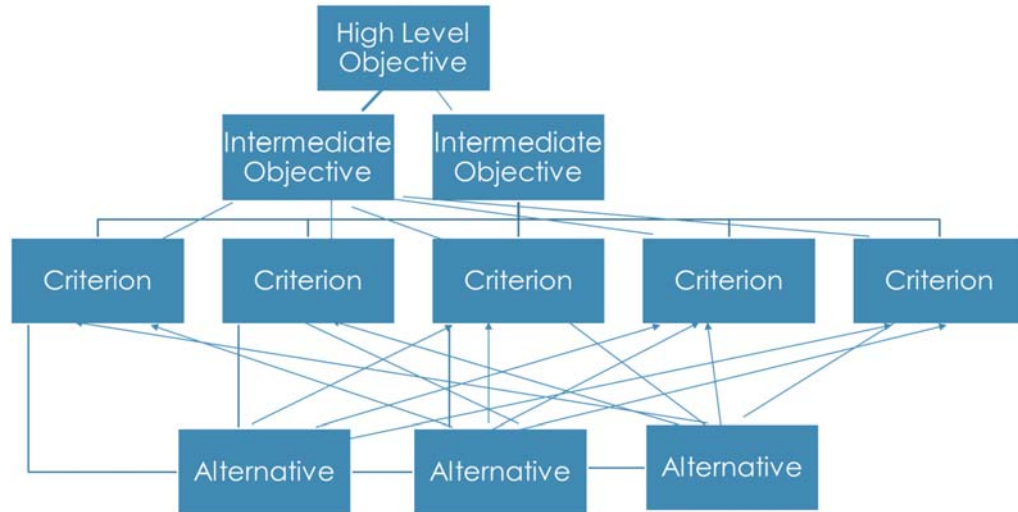 High Level
Objective
Intermediate
Objective
Intermediate
Objective
Criterion
Criterion
Criterion
Criterion
Criterion
Alternative
Alternative
Alternative